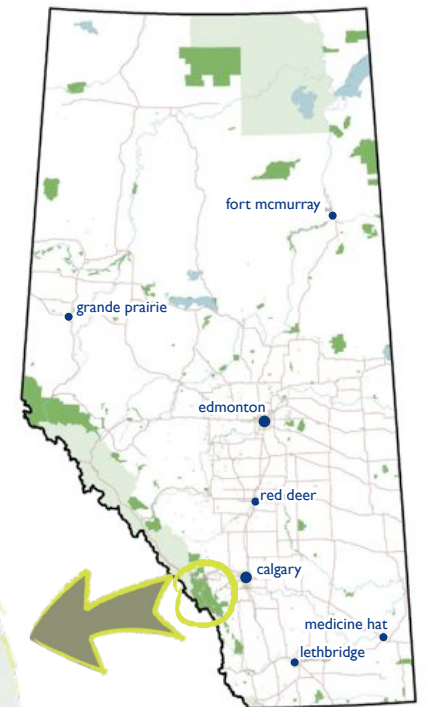 fort mcmurray
grande prairie
edmonton
red deer
calgary
medicine hat
lethbridge